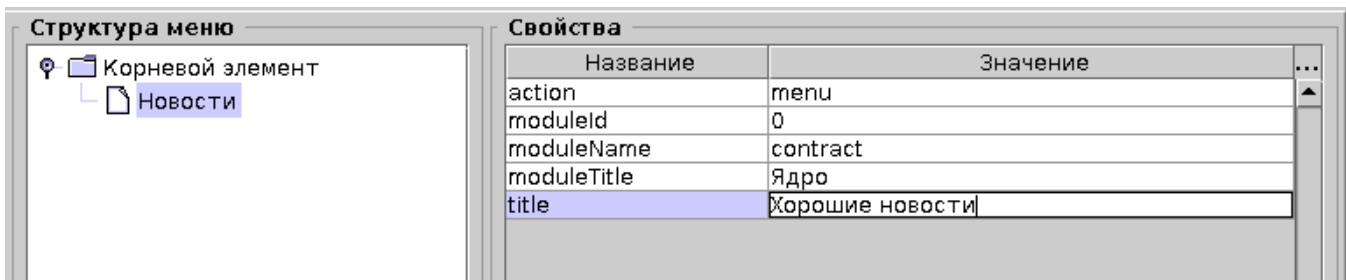 Структура меню
Корневой элемент
Новости
Свойства
Название Значение ...
action menu
moduleId 0
moduleName contract
moduleTitle Ядро
title Хорошие новости